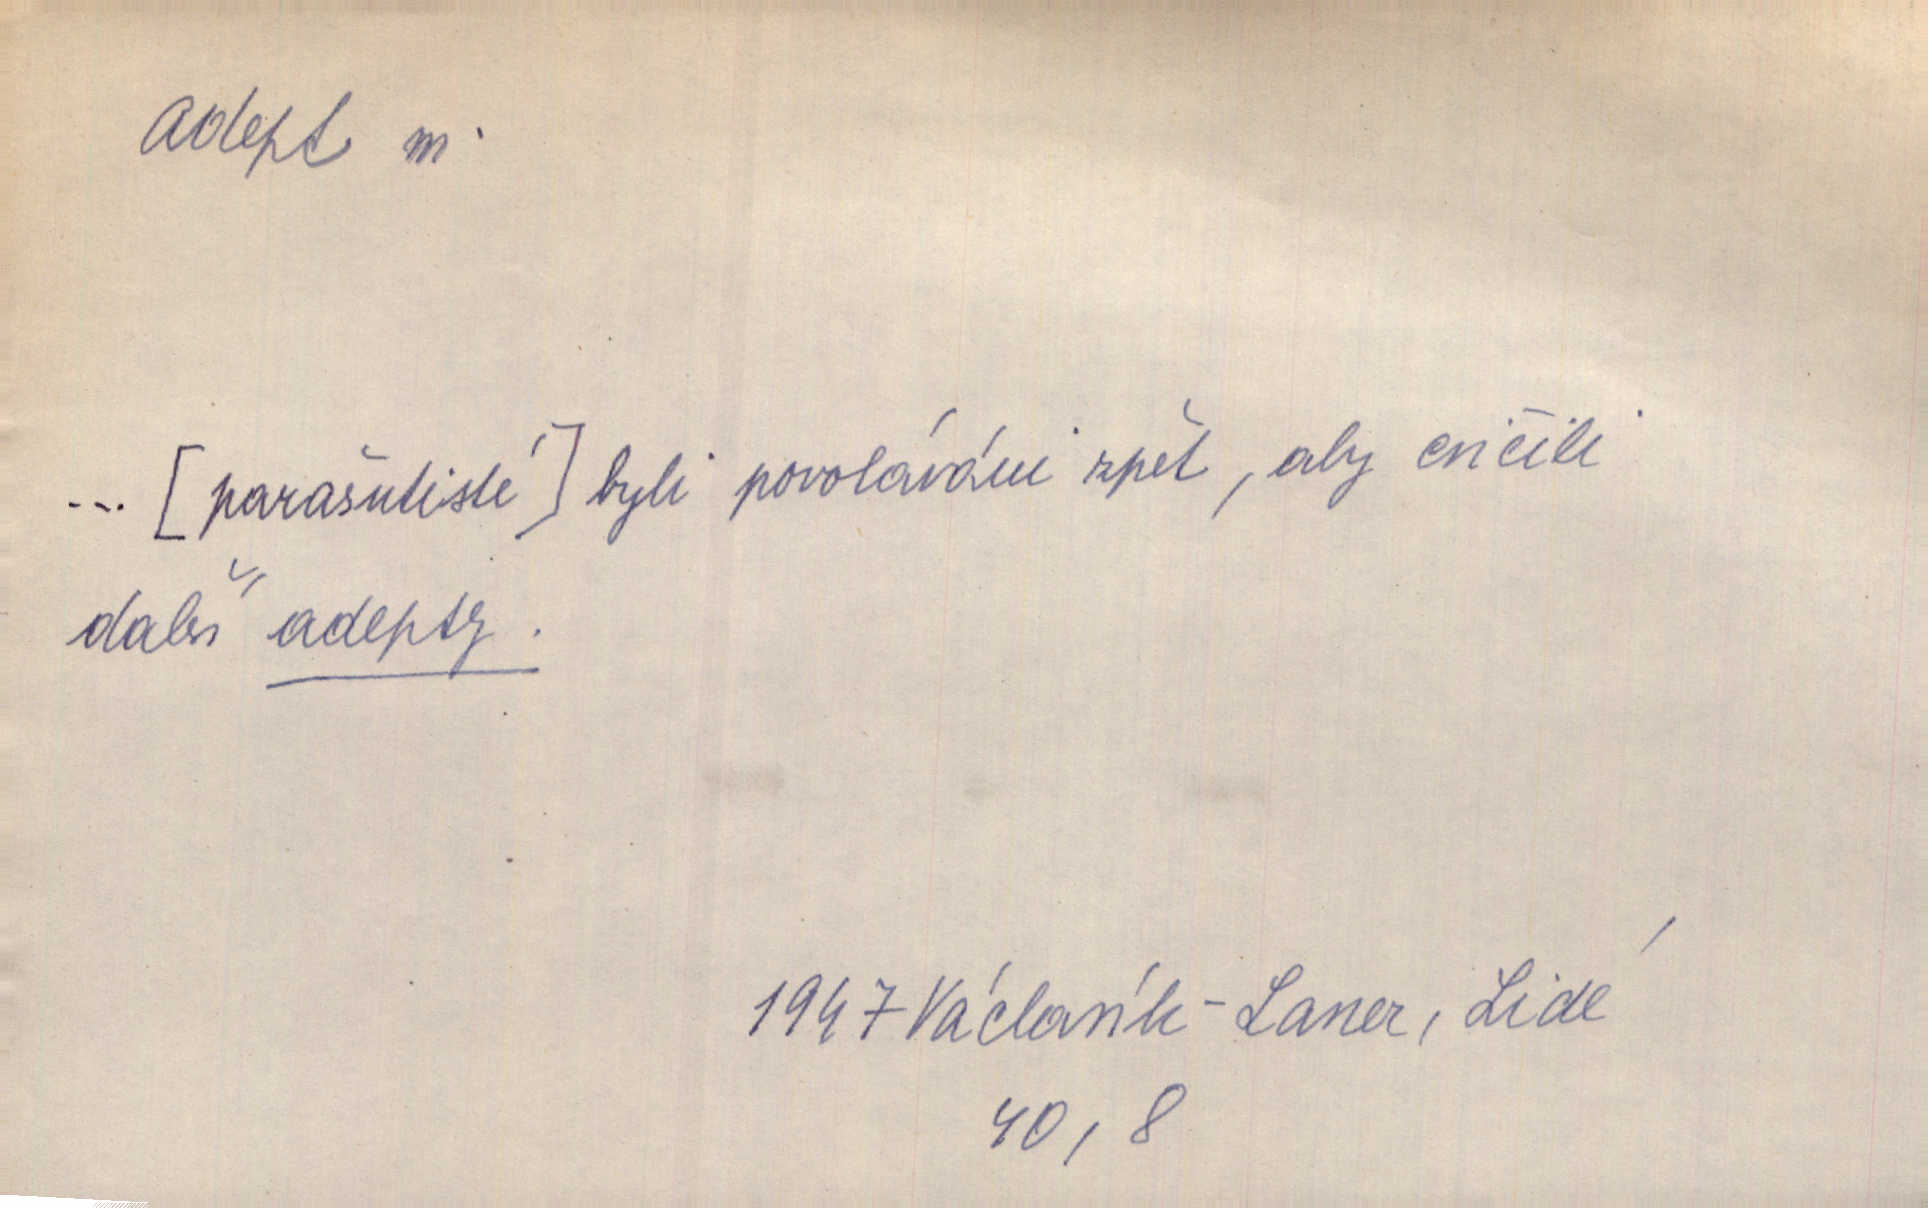 adept m.
... [parašutisté] byli povoláváni zpět, aby cvičili
další adepty.
1947 Václavík - Laner, Lidé
40, 8